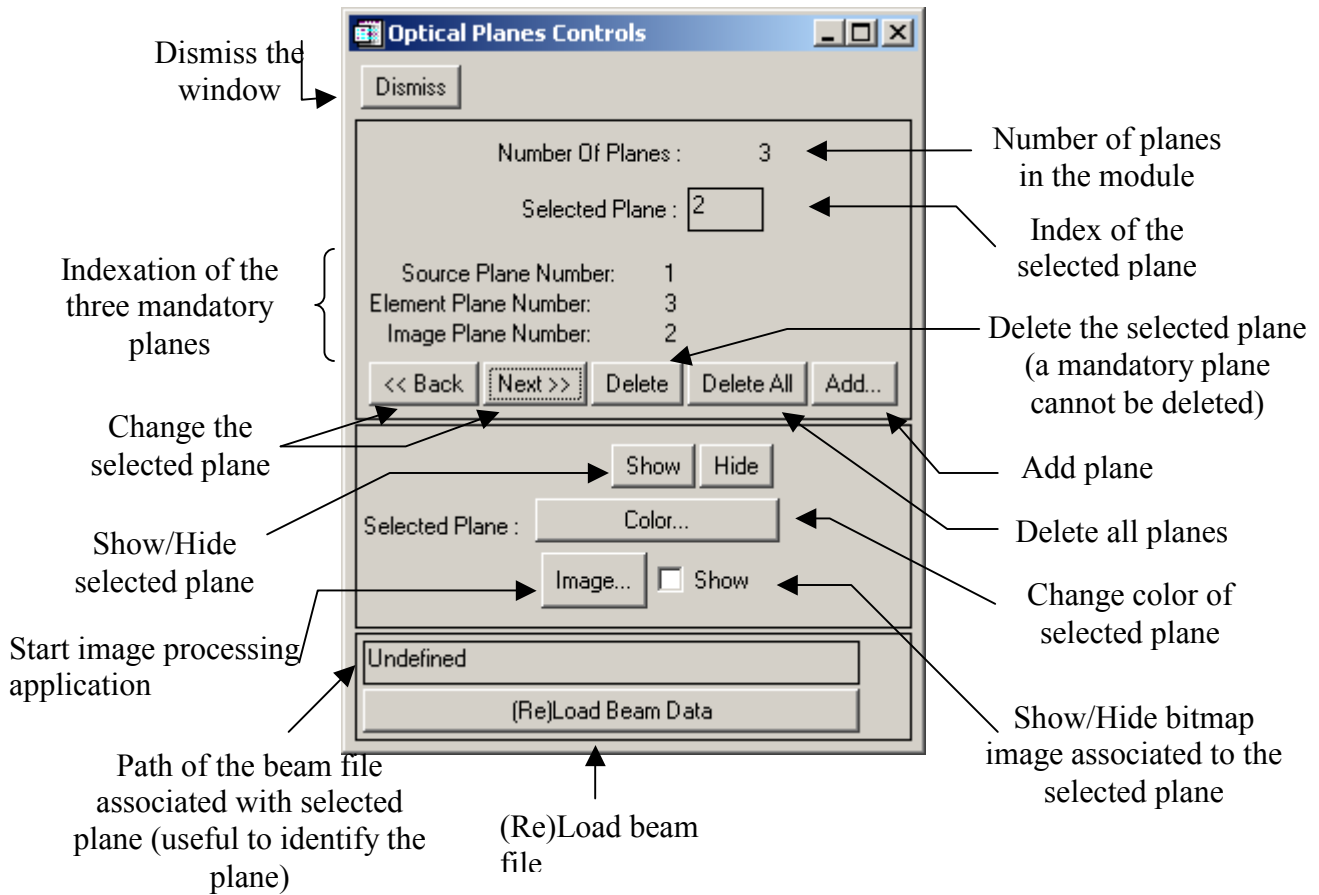 Optical Planes Controls
Dismiss the
window
Dismiss
Number Of Planes : 3
Number of planes
in the module
Selected Plane : 2
Index of the
selected plane
Indexation of the
three mandatory
planes
Source Plane Number: 1
Element Plane Number: 3
Image Plane Number: 2
Delete the selected plane
(a mandatory plane
cannot be deleted)
<< Back
Next >>
Delete
Delete All
Add...
Change the
selected plane
Add plane
Show
Hide
Show/Hide
selected plane
Selected Plane :
Color...
Delete all planes
Image...
Show
Change color of
selected plane
Start image processing
application
Undefined
(Re)Load Beam Data
Show/Hide bitmap
image associated to the
selected plane
Path of the beam file
associated with selected
plane (useful to identify the
plane)
(Re)Load beam
file